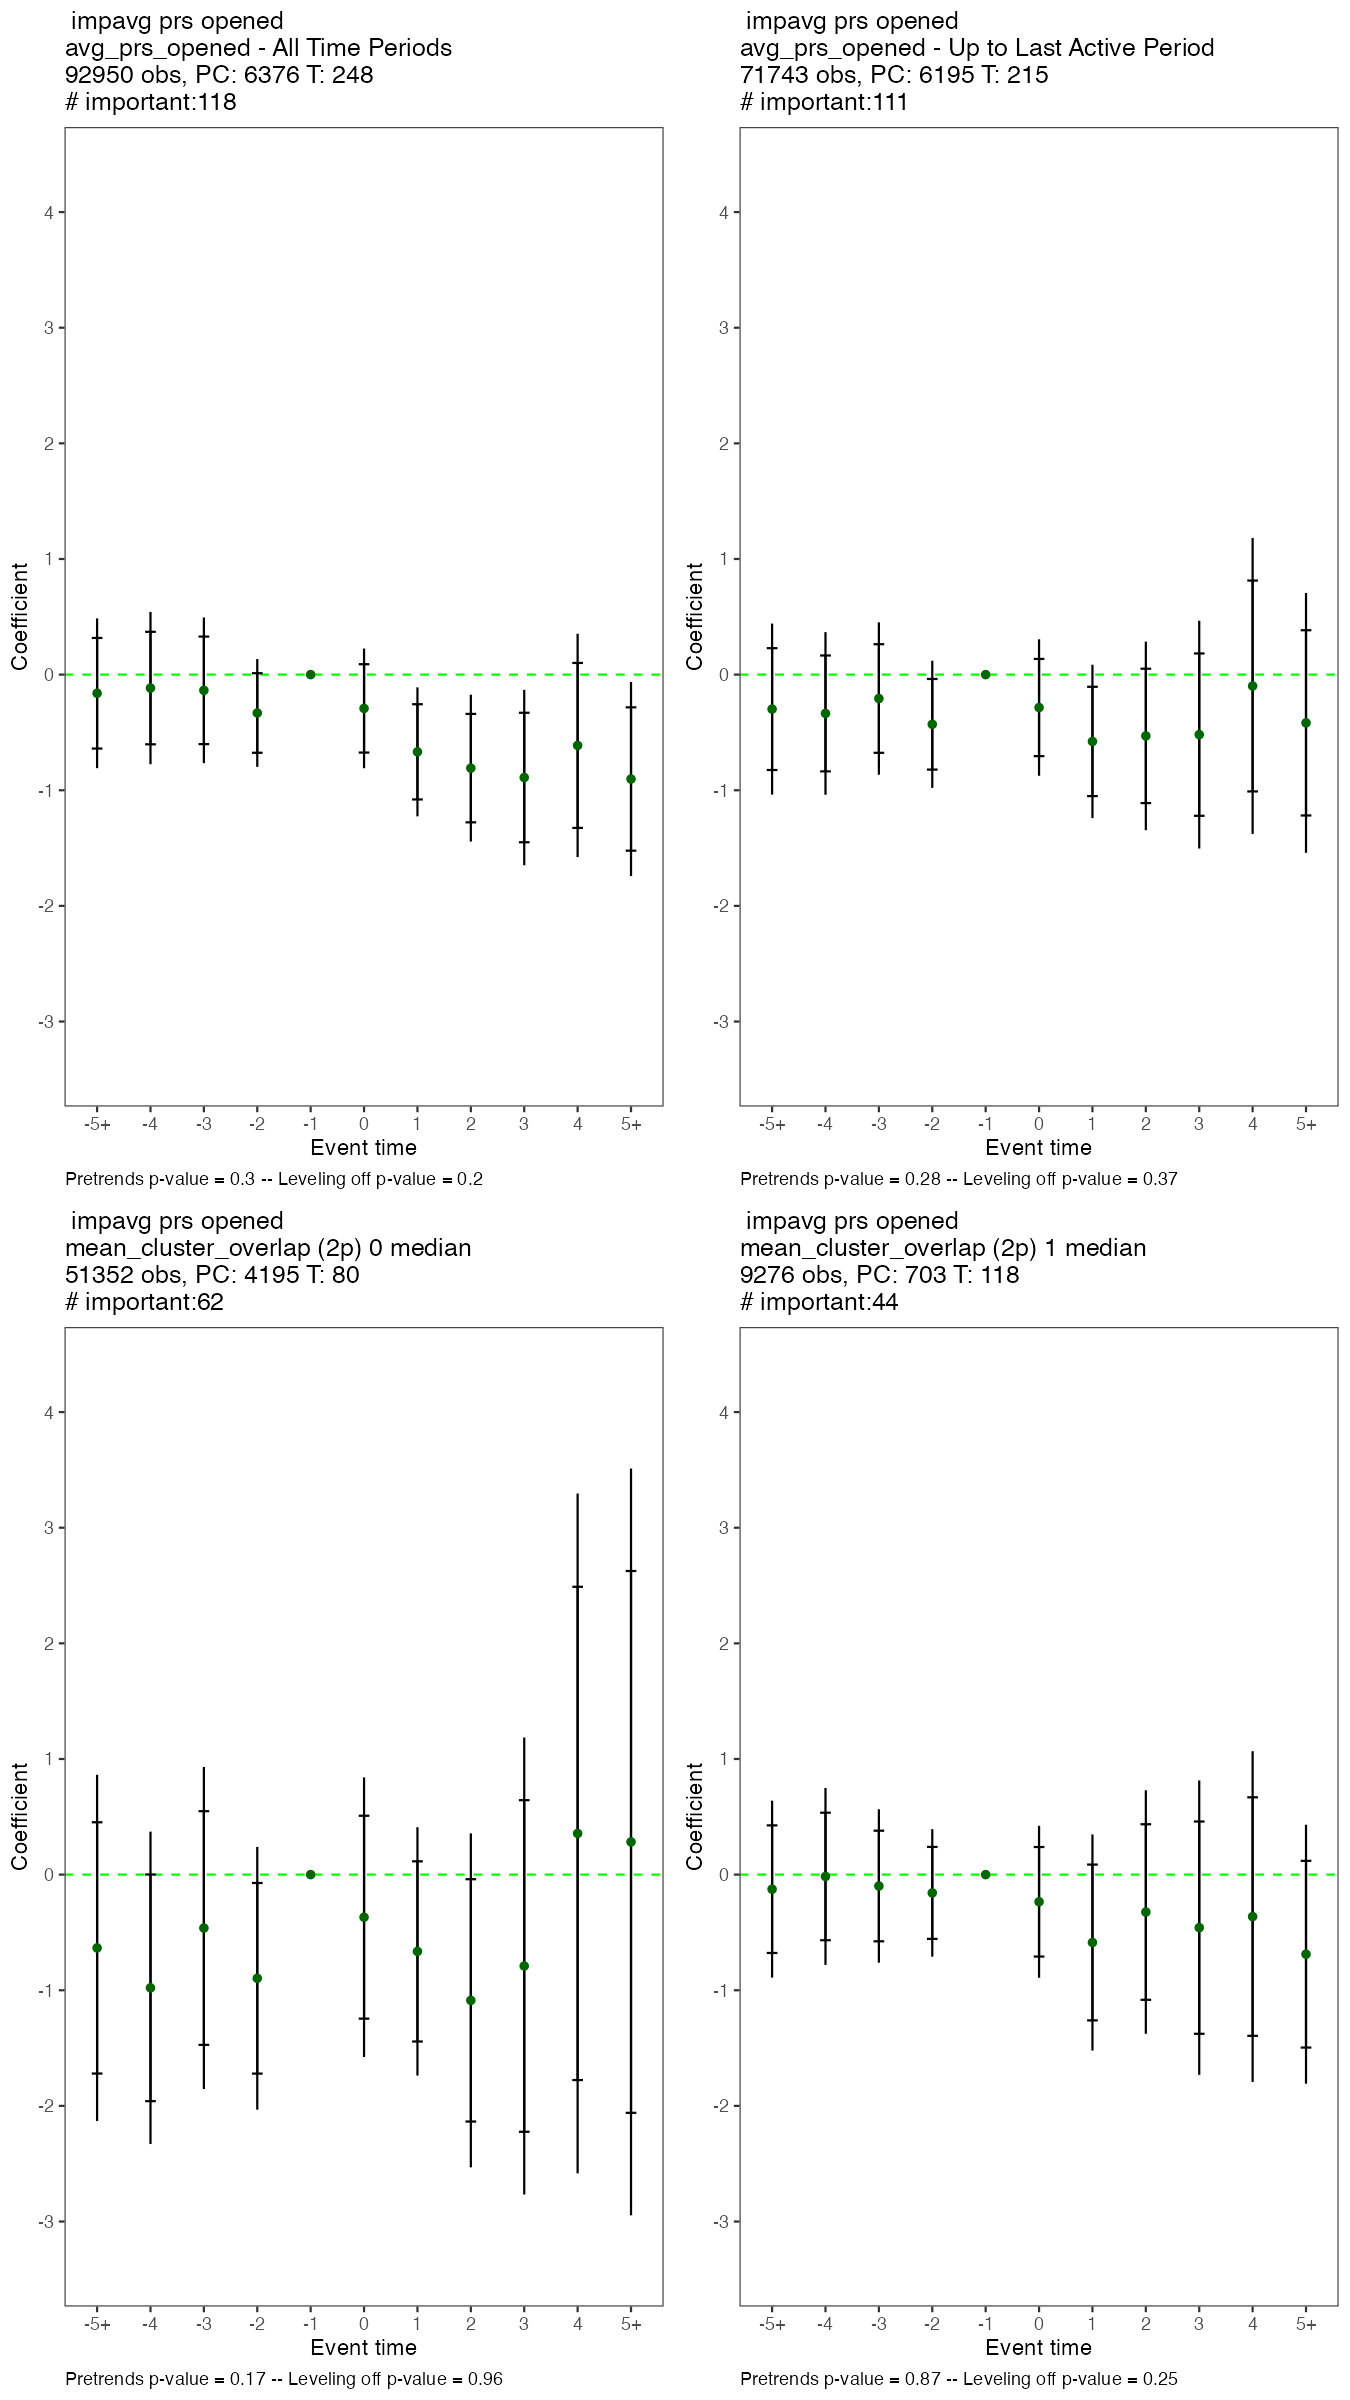 impavg prs opened
avg_prs_opened - All Time Periods
92950 obs, PC: 6376 T: 248
# important:118
4
3
2
1
0
-1
-2
-3
Coefficient
-5+ -4 -3 -2 -1 0 1 2 3 4 5+
Event time
Pretrends p-value = 0.3 -- Leveling off p-value = 0.2
impavg prs opened
avg_prs_opened - Up to Last Active Period
71743 obs, PC: 6195 T: 215
# important:111
4
3
2
1
0
-1
-2
-3
Coefficient
-5+ -4 -3 -2 -1 0 1 2 3 4 5+
Event time
Pretrends p-value = 0.28 -- Leveling off p-value = 0.37
impavg prs opened
mean_cluster_overlap (2p) 0 median
51352 obs, PC: 4195 T: 80
# important:62
4
3
2
1
0
-1
-2
-3
Coefficient
-5+ -4 -3 -2 -1 0 1 2 3 4 5+
Event time
Pretrends p-value = 0.17 -- Leveling off p-value = 0.96
impavg prs opened
mean_cluster_overlap (2p) 1 median
9276 obs, PC: 703 T: 118
# important:44
4
3
2
1
0
-1
-2
-3
Coefficient
-5+ -4 -3 -2 -1 0 1 2 3 4 5+
Event time
Pretrends p-value = 0.87 -- Leveling off p-value = 0.25